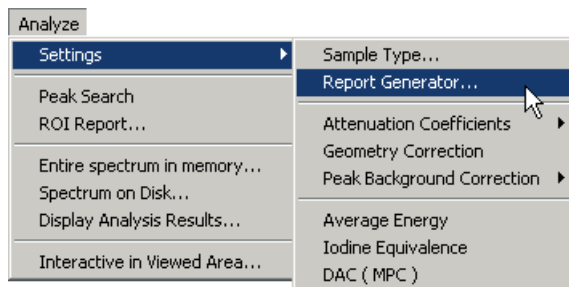 Analyze
Settings
Peak Search
ROI Report...
Entire spectrum in memory...
Spectrum on Disk...
Display Analysis Results...
Interactive in Viewed Area...
Sample Type...
Report Generator...
Attenuation Coefficients
Geometry Correction
Peak Background Correction
Average Energy
Iodine Equivalence
DAC ( MPC )